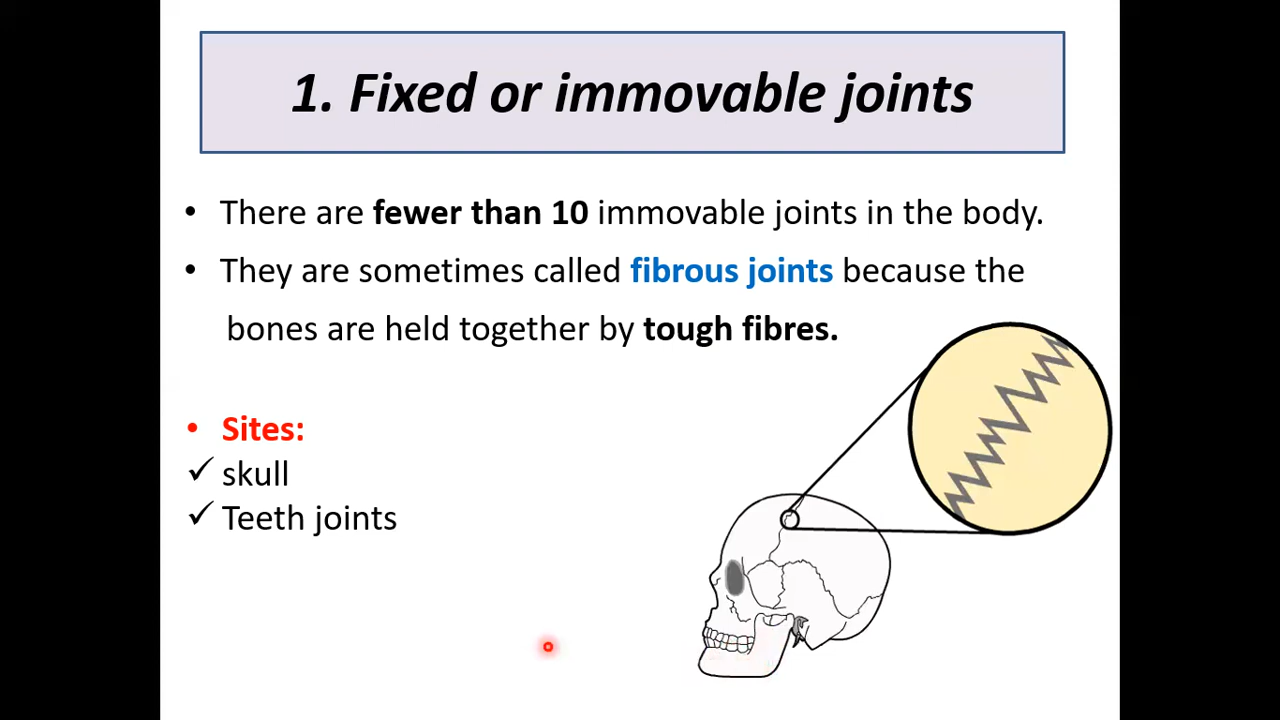 1. Fixed or immovable joints
• There are fewer than 10 immovable joints in the body.
• They are sometimes called fibrous joints because the
bones are held together by tough fibres.
• Sites:
✓ skull
✓ Teeth joints